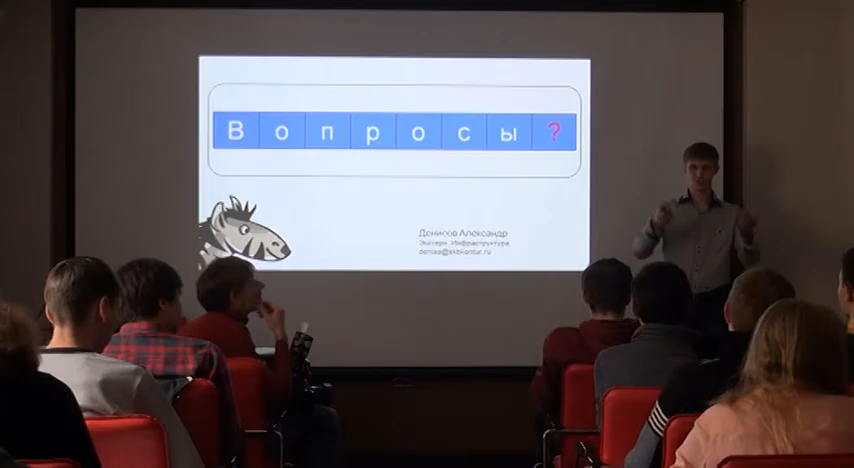 Вопросы?
Денисов Александр
Экстерн. Инфраструктура
denisa@skbkontur.ru